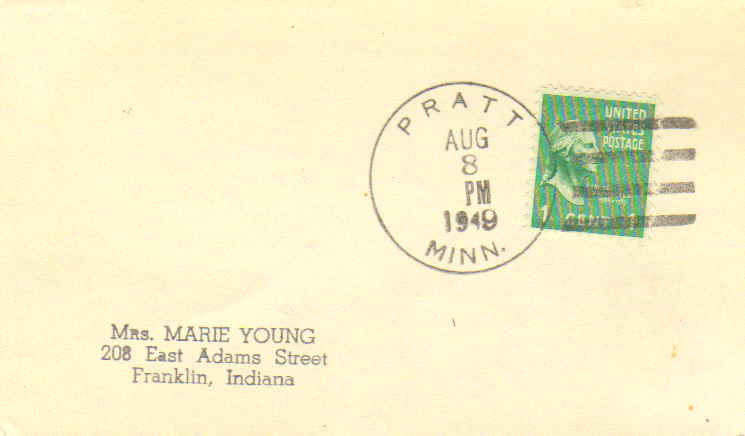 PRATT
AUG
8
PM
1949
MINN.
UNITED
STATES
POSTAGE
1 CENT
Mrs. MARIE YOUNG
208 East Adams Street
Franklin, Indiana